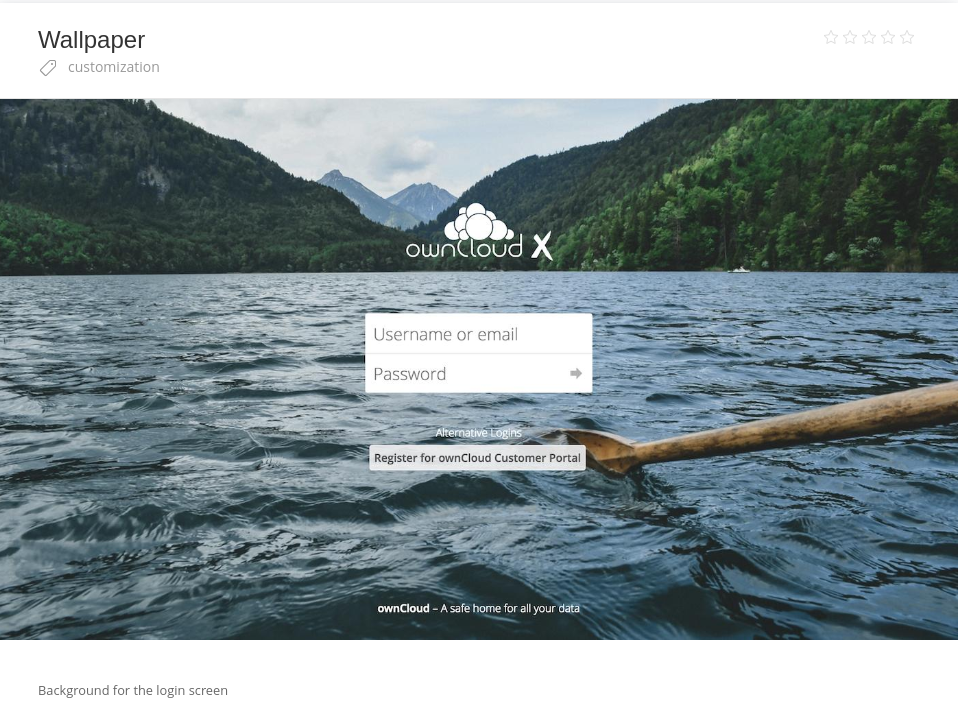 Wallpaper
customization
ownCloud X
Username or email
Password
Alternative Logins
Register for ownCloud Customer Portal
ownCloud – A safe home for all your data
Background for the login screen